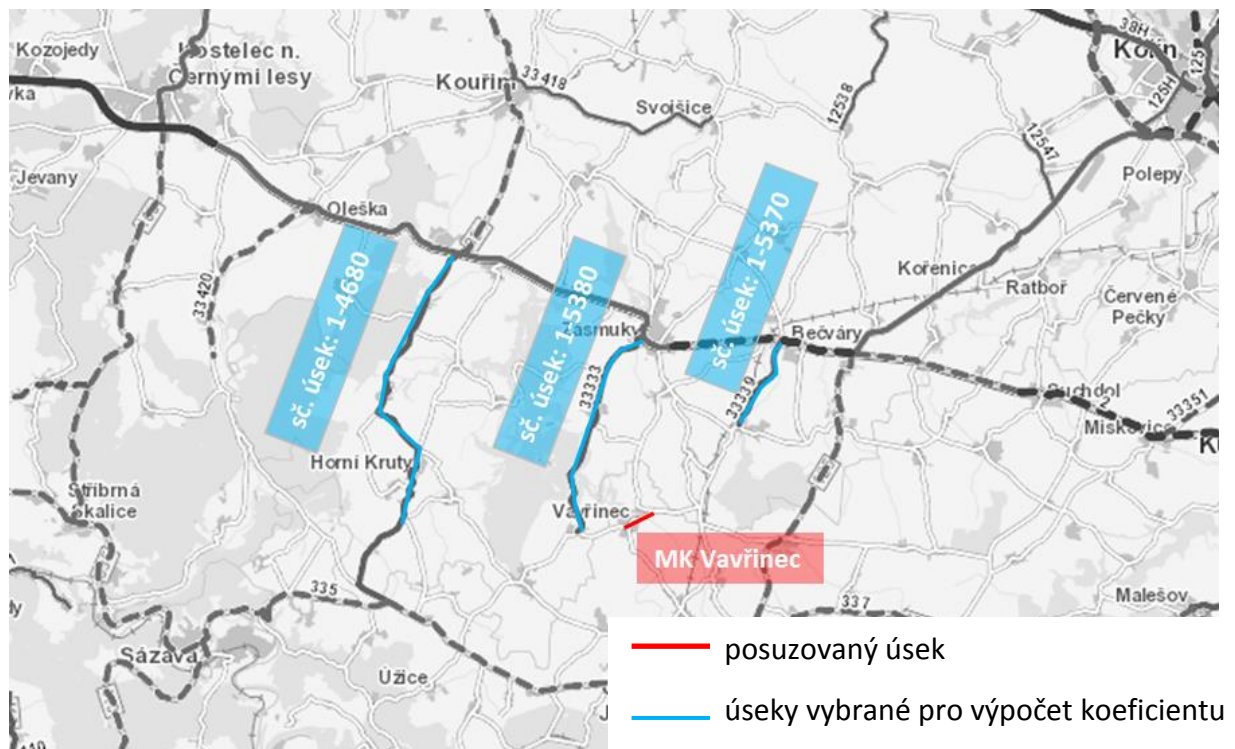 Kozojedy
Kostelec n.
Černými lesy
Jevany
Kouřim
33418
Svojšice
12538
38H
Kolín
125
125H
12547
Polepy
Oleška
33420
sč. úsek: 1-4680
sč. úsek: 1-5380
sč. úsek: 1-5370
Kořenice
Ratboř
Červené
Pečky
Zásmuky
Bečváry
33333
33339
Suchdol
2
33351
Miskovice
Horní Kruty
Stříbrná
Skalice
Vavřinec
MK Vavřinec
335
337
Malešov
Sázava
Úžice
posuzovaný úsek
úseky vybrané pro výpočet koeficientu